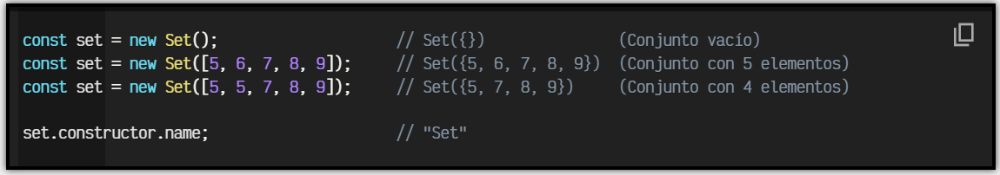 const set = new Set(); // Set({}) (Conjunto vacío)
const set = new Set([5, 6, 7, 8, 9]); // Set({5, 6, 7, 8, 9}) (Conjunto con 5 elementos)
const set = new Set([5, 5, 7, 8, 9]); // Set({5, 7, 8, 9}) (Conjunto con 4 elementos)
set.constructor.name; // "Set"